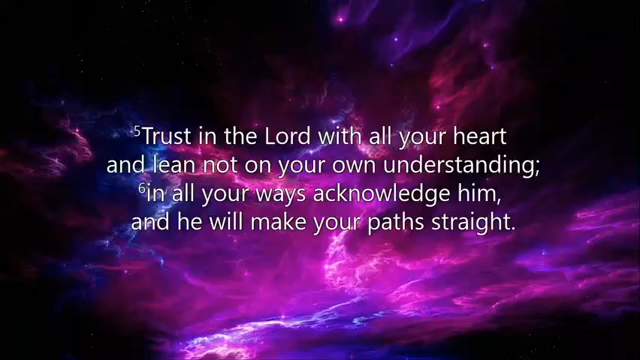 ⁵Trust in the Lord with all your heart
and lean not on your own understanding;
⁶in all your ways acknowledge him,
and he will make your paths straight.